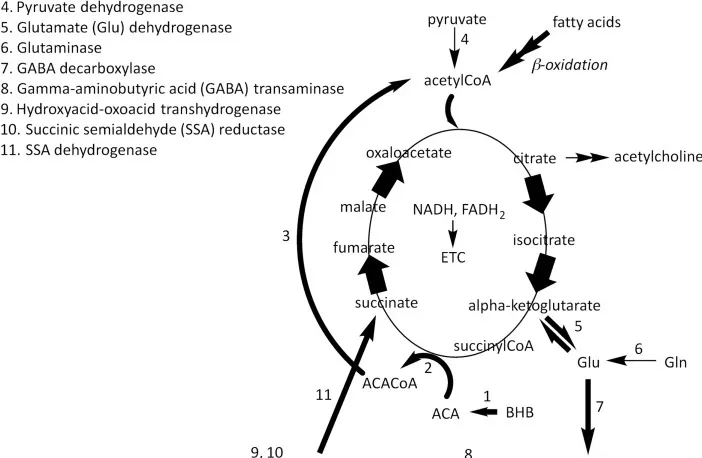 4. Pyruvate dehydrogenase
5. Glutamate (Glu) dehydrogenase
6. Glutaminase
7. GABA decarboxylase
8. Gamma-aminobutyric acid (GABA) transaminase
9. Hydroxyacid-oxoacid transhydrogenase
10. Succinic semialdehyde (SSA) reductase
11. SSA dehydrogenase
pyruvate
fatty acids
4
β-oxidation
acetylCoA
oxaloacetate
citrate
acetylcholine
malate
NADH, FADH₂
3
fumarate
isocitrate
ETC
succinate
alpha-ketoglutarate
5
succinylCoA
6
Glu
Gln
2
ACACoA
11
1
7
ACA
BHB
9, 10
8